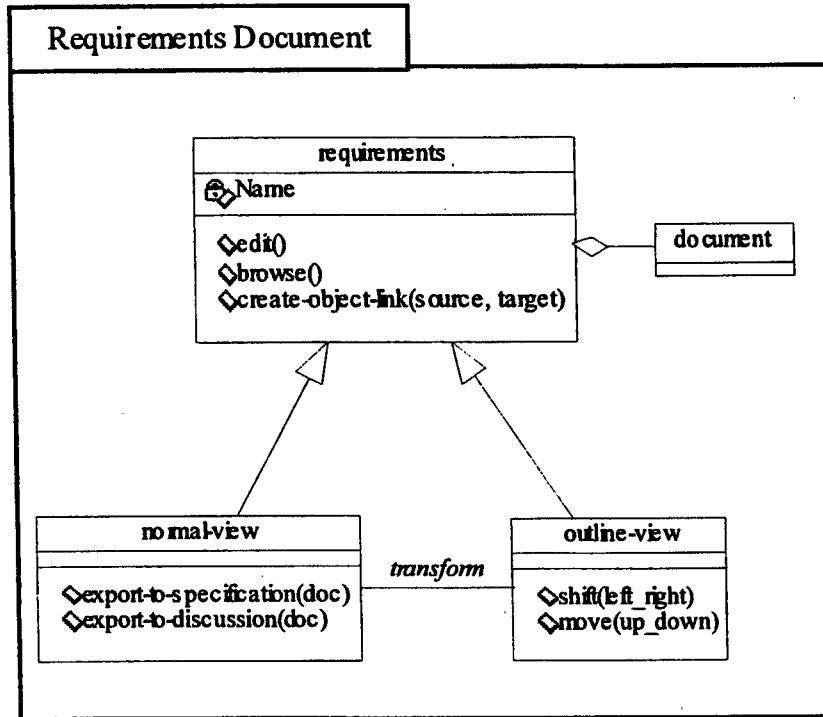 Requirements Document
requirements
Name
edit()
browse()
create-object-link(source, target)
document
normal-view
export-to-specification(doc)
export-to-discussion(doc)
transform
outline-view
shift(left_right)
move(up_down)